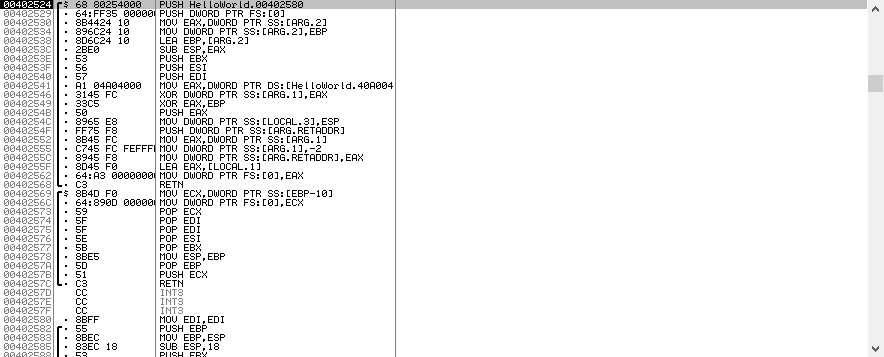 00402524 $ 68 80254000 PUSH HelloWorld.00402580
00402529 . 64:FF35 00000 PUSH DWORD PTR FS:[0]
00402530 . 8B4424 10 MOV EAX,DWORD PTR SS:[ARG.2]
00402534 . 896C24 10 MOV DWORD PTR SS:[ARG.2],EBP
00402538 . 8D6C24 10 LEA EBP,[ARG.2]
0040253C . 2BE0 SUB ESP,EAX
0040253E . 53 PUSH EBX
0040253F . 56 PUSH ESI
00402540 . 57 PUSH EDI
00402541 . A1 04A04000 MOV EAX,DWORD PTR DS:[HelloWorld.40A004
00402546 . 3145 FC XOR DWORD PTR SS:[ARG.1],EAX
00402549 . 33C5 XOR EAX,EBP
0040254B . 50 PUSH EAX
0040254C . 8965 E8 MOV DWORD PTR SS:[LOCAL.3],ESP
0040254F . FF75 F8 PUSH DWORD PTR SS:[ARG.RETADDR]
00402552 . 8B45 FC MOV EAX,DWORD PTR SS:[ARG.1]
00402555 . C745 FC FEFFF MOV DWORD PTR SS:[ARG.1],-2
0040255C . 8945 F8 MOV DWORD PTR SS:[ARG.RETADDR],EAX
0040255F . 8D45 F0 LEA EAX,[LOCAL.1]
00402562 . 64:A3 0000000 MOV DWORD PTR FS:[0],EAX
00402568 . C3 RETN
00402569 $ 8B4D F0 MOV ECX,DWORD PTR SS:[EBP-10]
0040256C . 64:890D 00000 MOV DWORD PTR FS:[0],ECX
00402573 . 59 POP ECX
00402574 . 5F POP EDI
00402575 . 5F POP EDI
00402576 . 5E POP ESI
00402577 . 5B POP EBX
00402578 . 8BE5 MOV ESP,EBP
0040257A . 5D POP EBP
0040257B . 51 PUSH ECX
0040257C . C3 RETN
0040257D CC INT3
0040257E CC INT3
0040257F CC INT3
00402580 . 8BFF MOV EDI,EDI
00402582 . 55 PUSH EBP
00402583 . 8BEC MOV EBP,ESP
00402585 . 83EC 18 SUB ESP,18
00402588 . 53 PUSH EBX